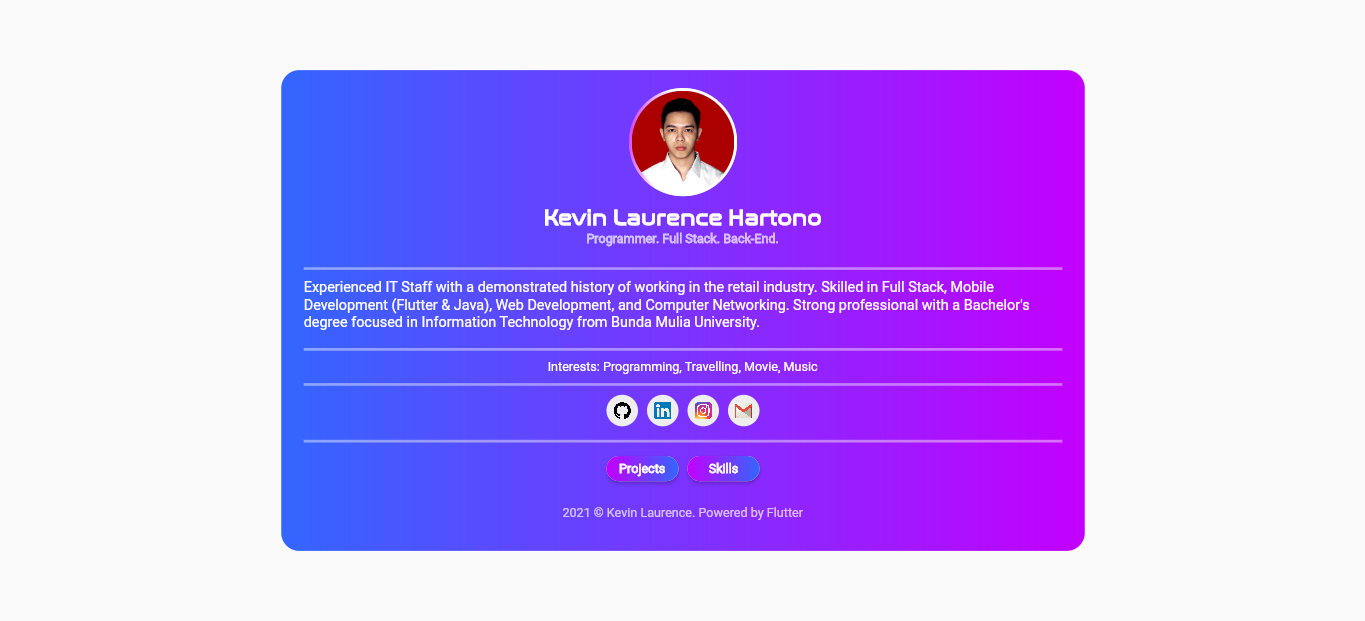 Kevin Laurence Hartono
Programmer. Full Stack. Back-End.
Experienced IT Staff with a demonstrated history of working in the retail industry. Skilled in Full Stack, Mobile
Development (Flutter & Java), Web Development, and Computer Networking. Strong professional with a Bachelor's
degree focused in Information Technology from Bunda Mulia University.
Interests: Programming, Travelling, Movie, Music
in
Projects Skills
2021 © Kevin Laurence. Powered by Flutter